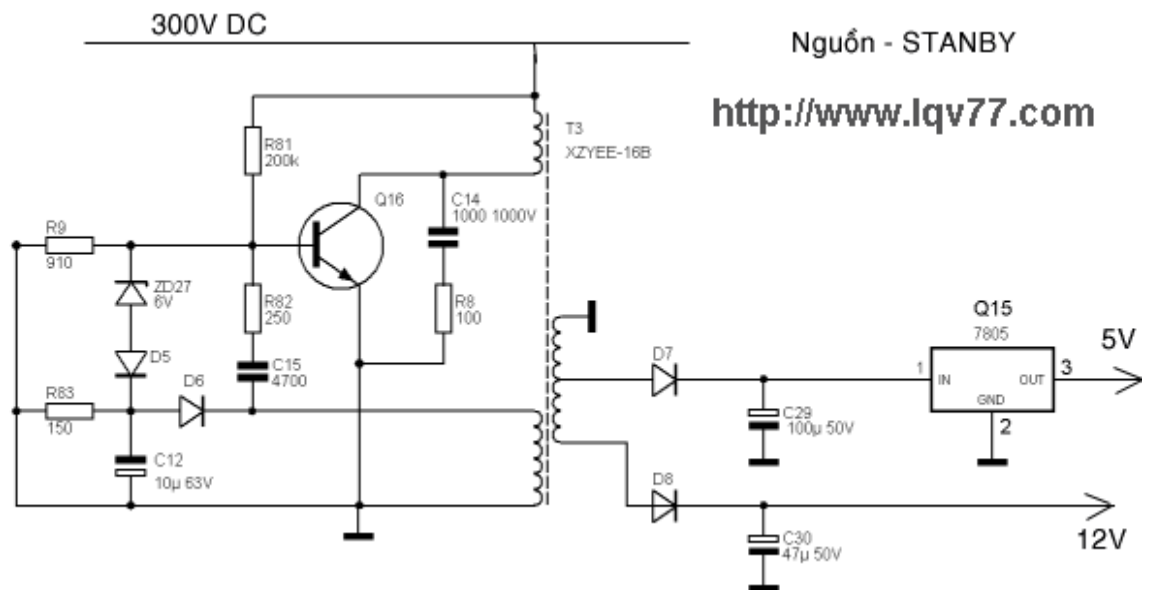 300V DC
Nguồn - STANBY
http://www.lqv77.com
T3
XZYEE-16B
R81
200k
Q16
C14
1000 1000V
R9
910
ZD27
6V
R82
250
R8
100
Q15
7805
D5
C15
4700
D7
1
IN
OUT
3
5V
GND
2
D6
R83
150
C29
100µ 50V
C12
10µ 63V
D8
12V
C30
47µ 50V